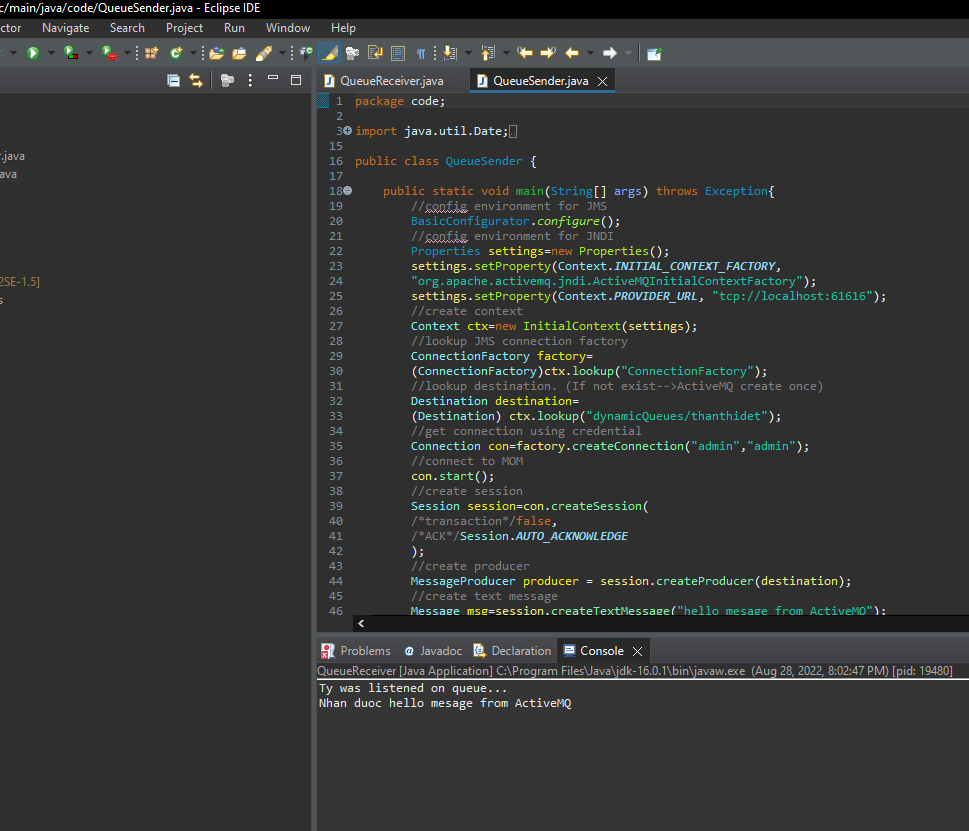 c/main/java/code/QueueSender.java - Eclipse IDE
ctor Navigate Search Project Run Window Help
QueueReceiver.java QueueSender.java
.java
ava
2SE-1.5]
s
1 package code;
2
3 import java.util.Date;
15
16 public class QueueSender {
17
18 public static void main(String[] args) throws Exception{
19 //config environment for JMS
20 BasicConfigurator.configure();
21 //config environment for JNDI
22 Properties settings=new Properties();
23 settings.setProperty(Context.INITIAL_CONTEXT_FACTORY,
24 "org.apache.activemq.jndi.ActiveMQInitialContextFactory");
25 settings.setProperty(Context.PROVIDER_URL, "tcp://localhost:61616");
26 //create context
27 Context ctx=new InitialContext(settings);
28 //lookup JMS connection factory
29 ConnectionFactory factory=
30 (ConnectionFactory)ctx.lookup("ConnectionFactory");
31 //lookup destination. (If not exist-->ActiveMQ create once)
32 Destination destination=
33 (Destination) ctx.lookup("dynamicQueues/thanthidet");
34 //get connection using credential
35 Connection con=factory.createConnection("admin","admin");
36 //connect to MOM
37 con.start();
38 //create session
39 Session session=con.createSession(
40 /*transaction*/false,
41 /*ACK*/Session.AUTO_ACKNOWLEDGE
42 );
43 //create producer
44 MessageProducer producer = session.createProducer(destination);
45 //create text message
46 Message msg=session.createTextMessage("hello mesage from ActiveMQ");
Problems Javadoc Declaration Console
QueueReceiver [Java Application] C:\Program Files\Java\jdk-16.0.1\bin\javaw.exe (Aug 28, 2022, 8:02:47 PM) [pid: 19480]
Ty was listened on queue...
Nhan duoc hello mesage from ActiveMQ